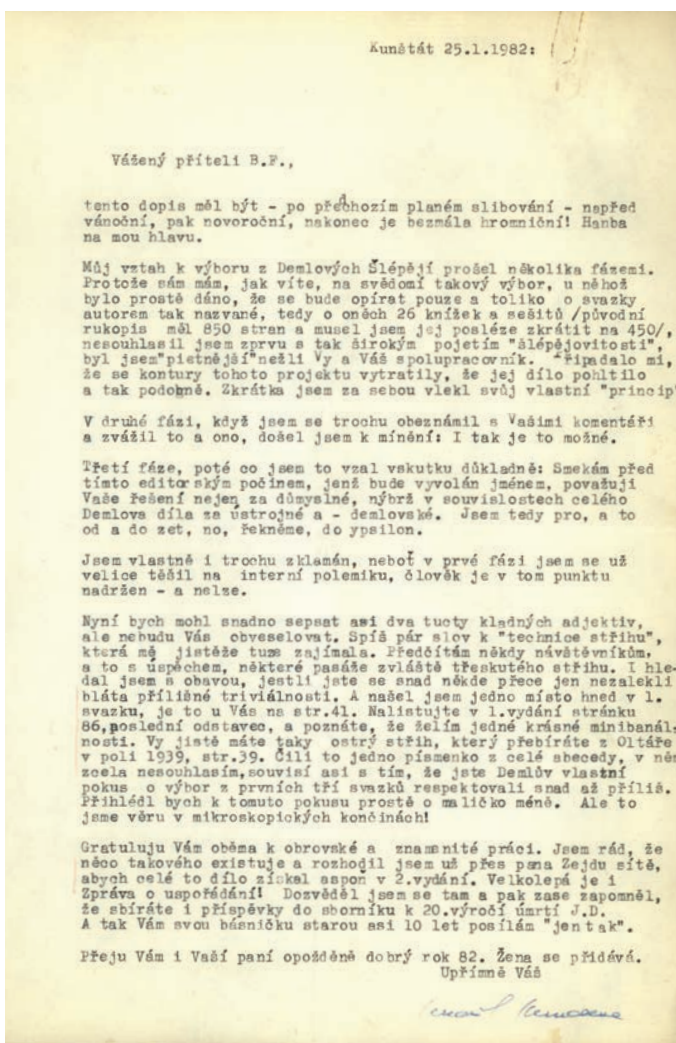 Kunštát 25.1.1982:
Vážený příteli B.F.,
tento dopis měl být - po předchozím planém slibování - napřed
vánoční, pak novoroční, nakonec je bezmála hromniční! Hanba
na mou hlavu.
Můj vztah k výboru z Demlových Šlépějí prošel několika fázemi.
Protože sám mám, jak víte, na svědomí takový výbor, u něhož
bylo prostě dáno, že se bude opírat pouze a toliko o svazky
autorem tak nazvané, tedy o oněch 26 knížek a sešitů /původní
rukopis měl 850 stran a musel jsem jej posléze zkrátit na 450/,
nesouhlasil jsem zprvu s tak širokým pojetím "šlépějovitosti",
byl jsem"pietnější"nežli Vy a Váš spolupracovník. Připadalo mi,
že se kontury tohoto projektu vytratily, že jej dílo pohltilo
a tak podobně. Zkrátka jsem za sebou vlekl svůj vlastní "princip"
V druhé fázi, když jsem se trochu obeznámil s Vašimi komentáři
a zvážil to a ono, došel jsem k mínění: I tak je to možné.
Třetí fáze, poté co jsem to vzal vskutku důkladně: Smekám před
tímto editorským počinem, jenž bude vyvolán jménem, považuji
Vaše řešení nejen za důmyslné, nýbrž v souvislostech celého
Demlova díla za ústrojné a - demlovské. Jsem tedy pro, a to
od a do zet, no, řekněme, do ypsilon.
Jsem vlastně i trochu zklamán, neboť v prvé fázi jsem se už
velice těšil na interní polemiku, člověk je v tom punktu
nadržen - a nelze.
Nyní bych mohl snadno sepsat asi dva tucty kladných adjektiv,
ale nebudu Vás obveselovat. Spíš pár slov k "technice střihu",
která mě jistěže tuze zajímala. Předčítám někdy návštěvníkům,
a to s úspěchem, některé pasáže zvláště třeskutého střihu. I hle-
dal jsem s obavou, jestli jste se snad někde přece jen nezalekli
bláta přílišné triviálnosti. A našel jsem jedno místo hned v 1.
svazku, je to u Vás na str.41. Nalistujte v 1.vydání stránku
86,poslední odstavec, a poznáte, že želím jedné krásné minibanál-
nosti. Vy jistě máte taky ostrý střih, který přebíráte z Oltáře
v poli 1939, str.39. Čili to jedno písmenko z celé abecedy, v něm
zcela nesouhlasím,souvisí asi s tím, že jste Demlův vlastní
pokus o výbor z prvních tří svazků respektovali snad až příliš.
Přihlédl bych k tomuto pokusu prostě o maličko méně. Ale to
jsme věru v mikroskopických končinách!
Gratuluju Vám oběma k obrovské a znamenité práci. Jsem rád, že
něco takového existuje a rozhodil jsem už přes pana Zejdu sítě,
abych celé to dílo získal aspoň v 2.vydání. Velkolepá je i
Zpráva o uspořádání! Dozvěděl jsem se tam a pak zase zapomněl,
že sbíráte i příspěvky do sborníku k 20.výročí úmrtí J.D.
A tak Vám svou básničku starou asi 10 let posílám "jen tak".
Přeju Vám i Vaší paní opožděně dobrý rok 82. Žena se přidává.
Upřímně Váš